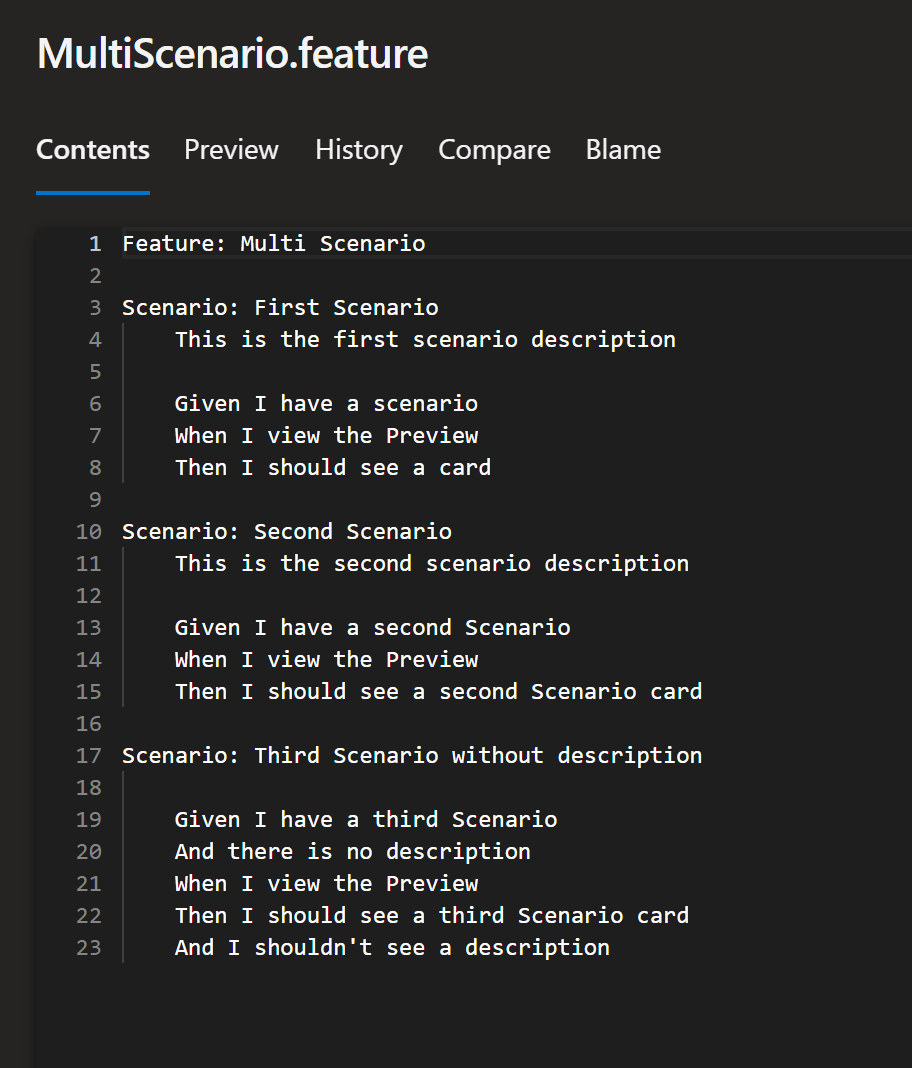 MultiScenario.feature
Contents Preview History Compare Blame
1 Feature: Multi Scenario
2
3 Scenario: First Scenario
4 This is the first scenario description
5
6 Given I have a scenario
7 When I view the Preview
8 Then I should see a card
9
10 Scenario: Second Scenario
11 This is the second scenario description
12
13 Given I have a second Scenario
14 When I view the Preview
15 Then I should see a second Scenario card
16
17 Scenario: Third Scenario without description
18
19 Given I have a third Scenario
20 And there is no description
21 When I view the Preview
22 Then I should see a third Scenario card
23 And I shouldn't see a description